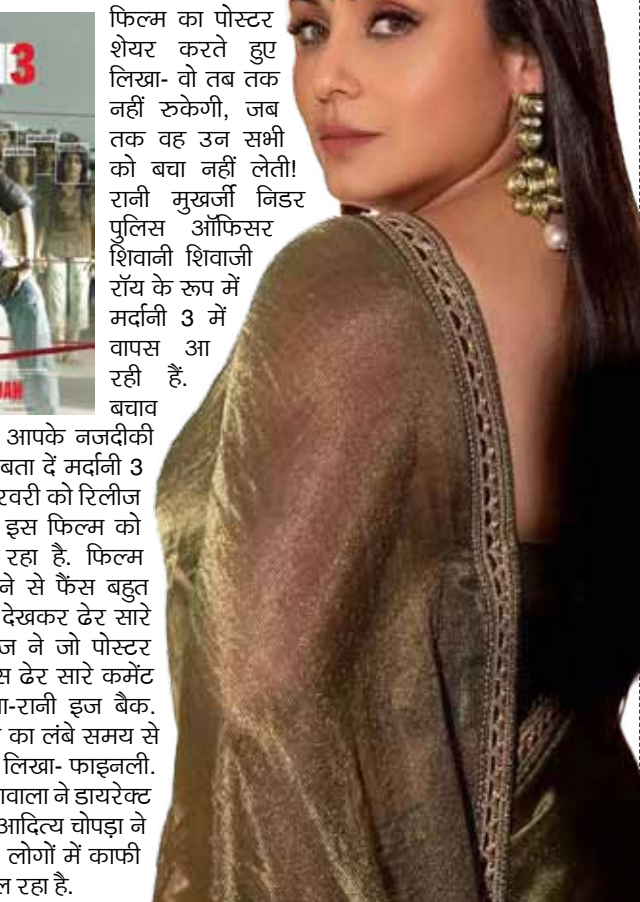 3
JAN
फिल्म का पोस्टर
शेयर करते हुए
लिखा- वो तब तक
नहीं रुकेगी, जब
तक वह उन सभी
को बचा नहीं लेती!
रानी मुखर्जी निडर
पुलिस ऑफिसर
शिवानी शिवाजी
रॉय के रूप में
मर्दानी 3 में
वापस आ
रही हैं.
बचाव
आपके नजदीकी
बता दें मर्दानी 3
रवरी को रिलीज
इस फिल्म को
रहा है. फिल्म
ने से फैंस बहुत
देखकर ढेर सारे
ज ने जो पोस्टर
स ढेर सारे कमेंट
ा-रानी इज बैक.
का लंबे समय से
लिखा- फाइनली.
ावाला ने डायरेक्ट
आदित्य चोपड़ा ने
लोगों में काफी
ल रहा है.